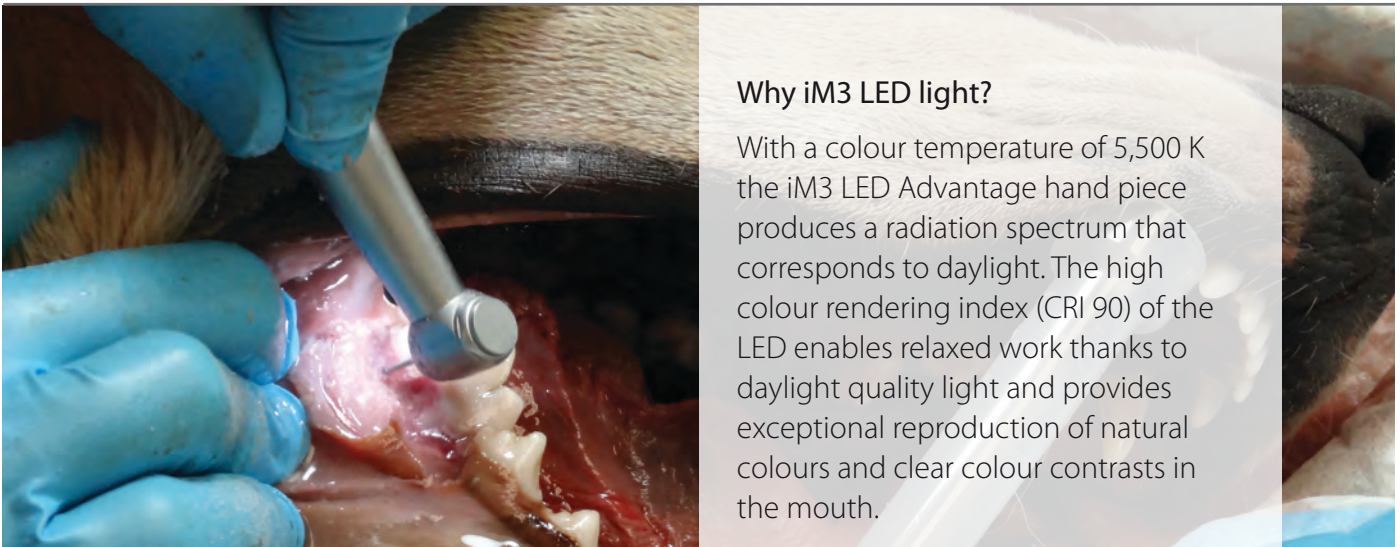 Why iM3 LED light?
With a colour temperature of 5,500 K
the iM3 LED Advantage hand piece
produces a radiation spectrum that
corresponds to daylight. The high
colour rendering index (CRI 90) of the
LED enables relaxed work thanks to
daylight quality light and provides
exceptional reproduction of natural
colours and clear colour contrasts in
the mouth.